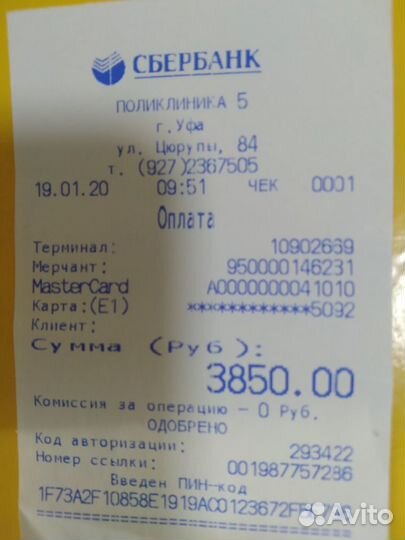 СБЕРБАНК
ПОЛИКЛИНИКА 5
г. Уфа
ул. Цюрупы, 84
т. (927)2367505
19.01.20 09:51 ЧЕК 0001
Оплата
Терминал: 10902669
Мерчант: 950000146231
MasterCard A0000000041010
Карта:(E1) ************5092
Клиент:
Сумма (Руб):
3850.00
Комиссия за операцию – 0 Руб.
ОДОБРЕНО
Код авторизации: 293422
Номер ссылки: 001987757286
Введен ПИН-код
Avito